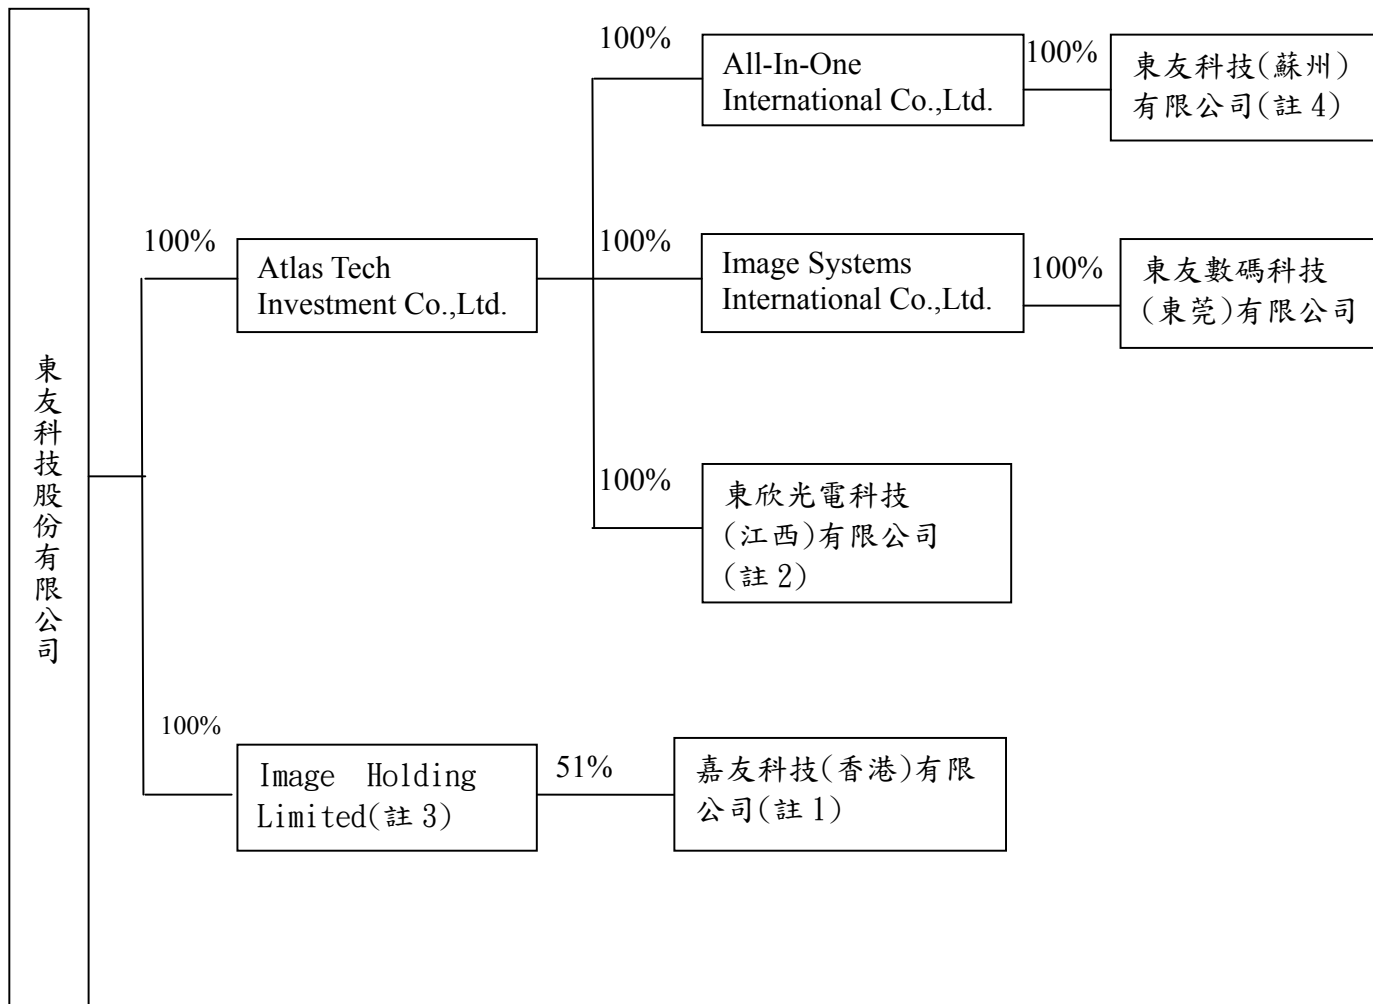 東友科技股份有限公司
100%
Atlas Tech
Investment Co.,Ltd.
100%
All-In-One
International Co.,Ltd.
100%
東友科技(蘇州)
有限公司(註4)
100%
Image Systems
International Co.,Ltd.
100%
東友數碼科技
(東莞)有限公司
100%
東欣光電科技
(江西)有限公司
(註2)
100%
Image Holding
Limited(註3)
51%
嘉友科技(香港)有限
公司(註1)